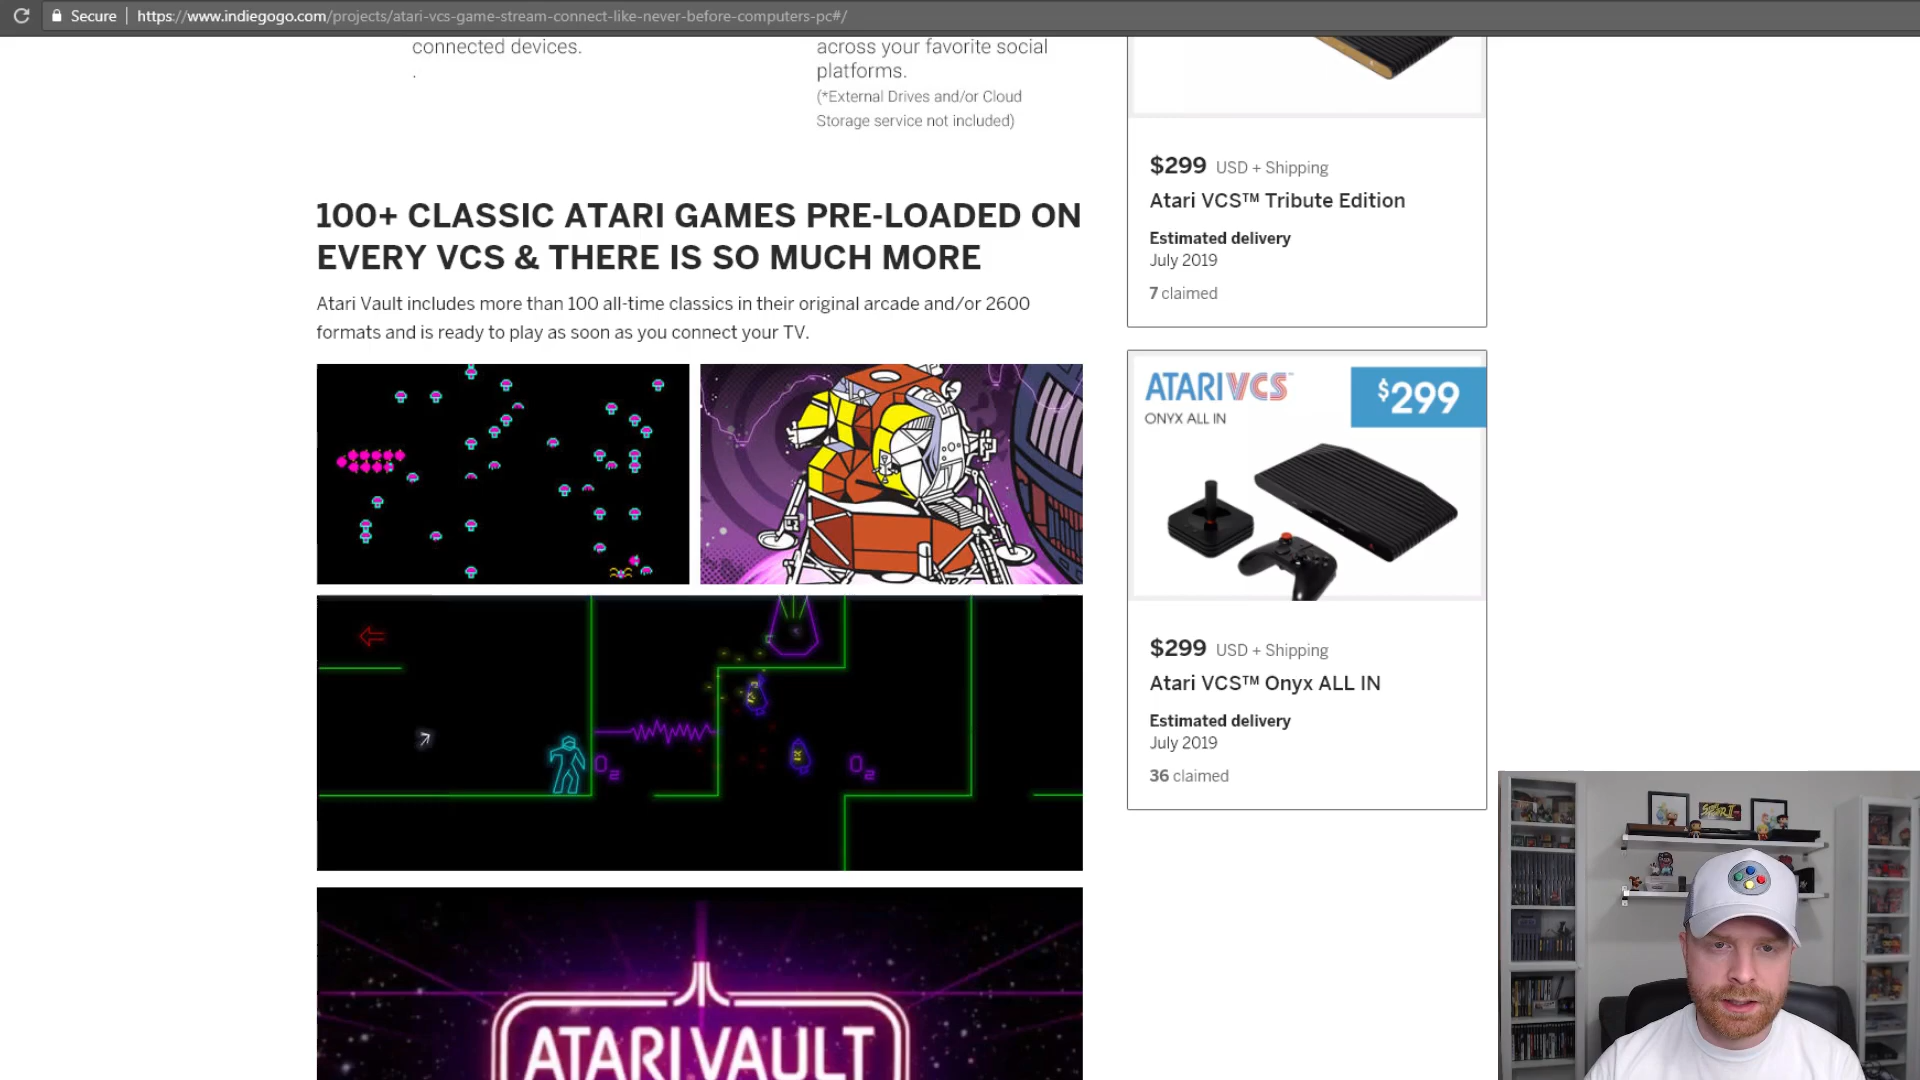 Secure
https://www.indiegogo.com/projects/atari-vcs-game-stream-connect-like-never-before-computers-pc#/
connected devices.
.
across your favorite social
platforms.
(*External Drives and/or Cloud
Storage service not included)
100+ CLASSIC ATARI GAMES PRE-LOADED ON
EVERY VCS & THERE IS SO MUCH MORE
Atari Vault includes more than 100 all-time classics in their original arcade and/or 2600
formats and is ready to play as soon as you connect your TV.
O2
O2
ATARI VAULT
$299 USD + Shipping
Atari VCS™ Tribute Edition
Estimated delivery
July 2019
7 claimed
ATARI VCS™
ONYX ALL IN
$299
$299 USD + Shipping
Atari VCS™ Onyx ALL IN
Estimated delivery
July 2019
36 claimed